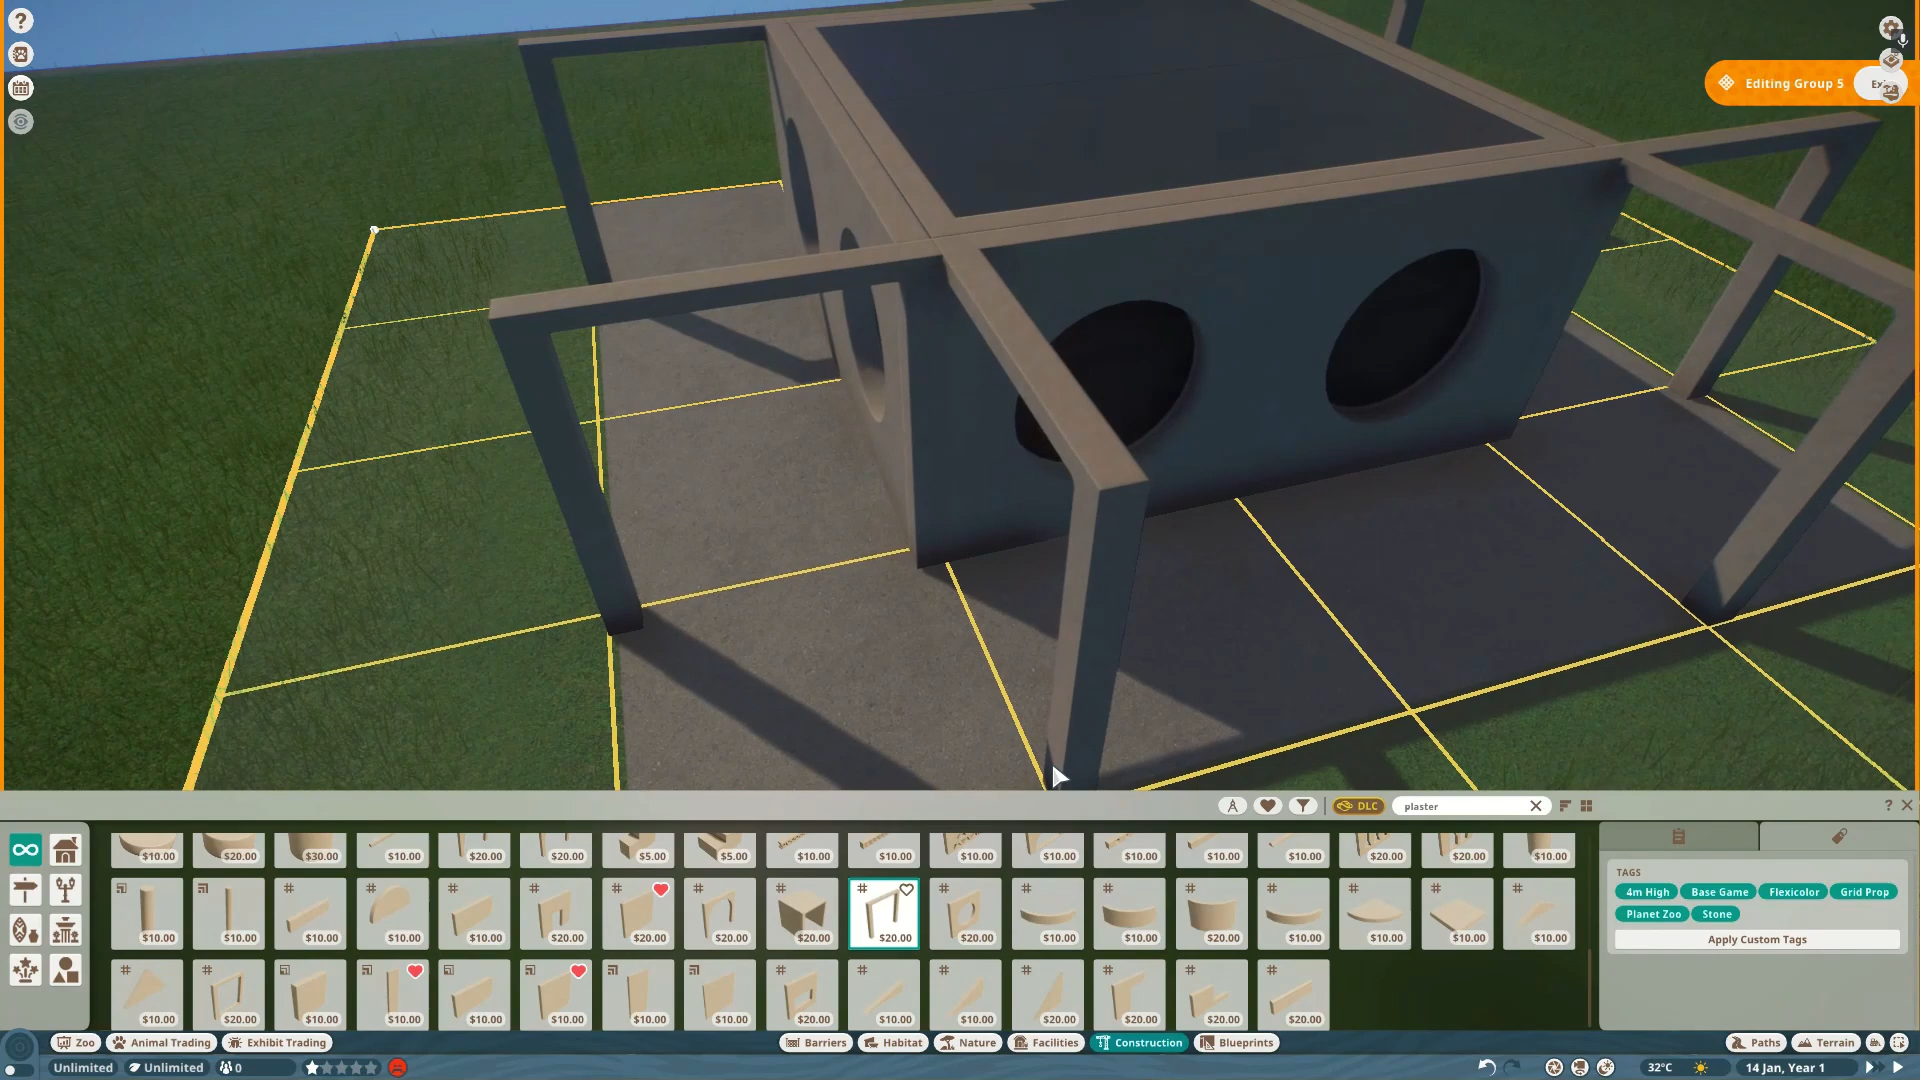 ?
Editing Group 5
DLC
plaster
?
$10.00 $20.00 $30.00 $10.00 $20.00 $20.00 $5.00 $5.00 $10.00 $10.00 $10.00 $10.00 $10.00 $10.00 $10.00 $20.00 $20.00 $10.00
$10.00 $10.00 $10.00 $10.00 $10.00 $20.00 $20.00 $20.00 $20.00 $20.00 $20.00 $10.00 $10.00 $20.00 $10.00 $10.00 $10.00 $10.00
$10.00 $20.00 $10.00 $10.00 $10.00 $20.00 $10.00 $10.00 $20.00 $10.00 $10.00 $20.00 $20.00 $20.00 $20.00
TAGS
4m High Base Game Flexicolor Grid Prop
Planet Zoo Stone
Apply Custom Tags
Zoo Animal Trading Exhibit Trading Barriers Habitat Nature Facilities Construction Blueprints Paths Terrain
Unlimited Unlimited 0 32°C 14 Jan, Year 1